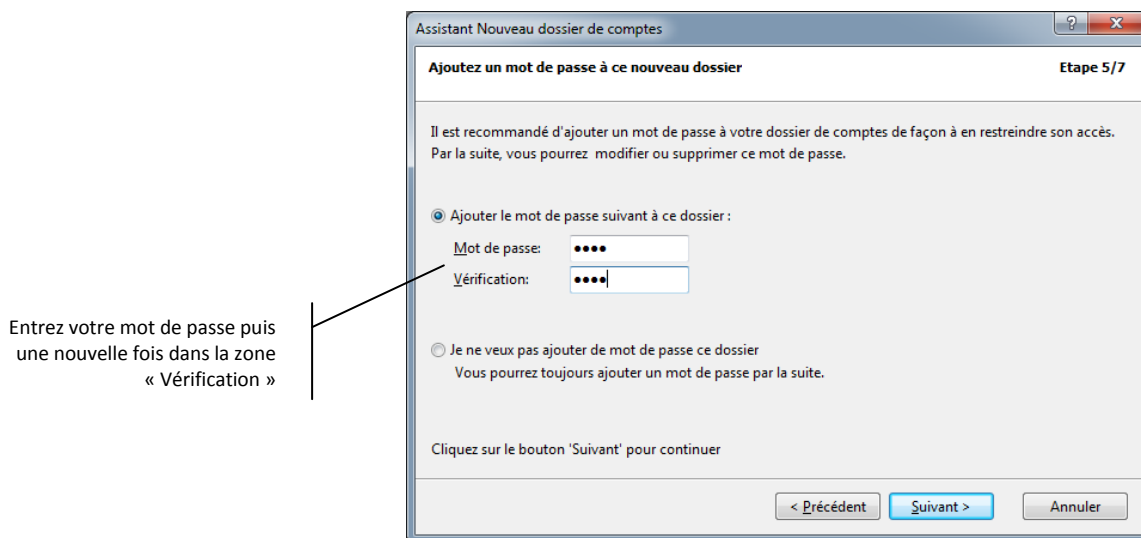 Assistant Nouveau dossier de comptes
Ajoutez un mot de passe à ce nouveau dossier
Etape 5/7
Il est recommandé d'ajouter un mot de passe à votre dossier de comptes de façon à en restreindre son accès.
Par la suite, vous pourrez modifier ou supprimer ce mot de passe.
Ajouter le mot de passe suivant à ce dossier :
Mot de passe: ●●●●
Vérification: ●●●●
Entrez votre mot de passe puis
une nouvelle fois dans la zone
« Vérification »
Je ne veux pas ajouter de mot de passe ce dossier
Vous pourrez toujours ajouter un mot de passe par la suite.
Cliquez sur le bouton 'Suivant' pour continuer
< Précédent
Suivant >
Annuler